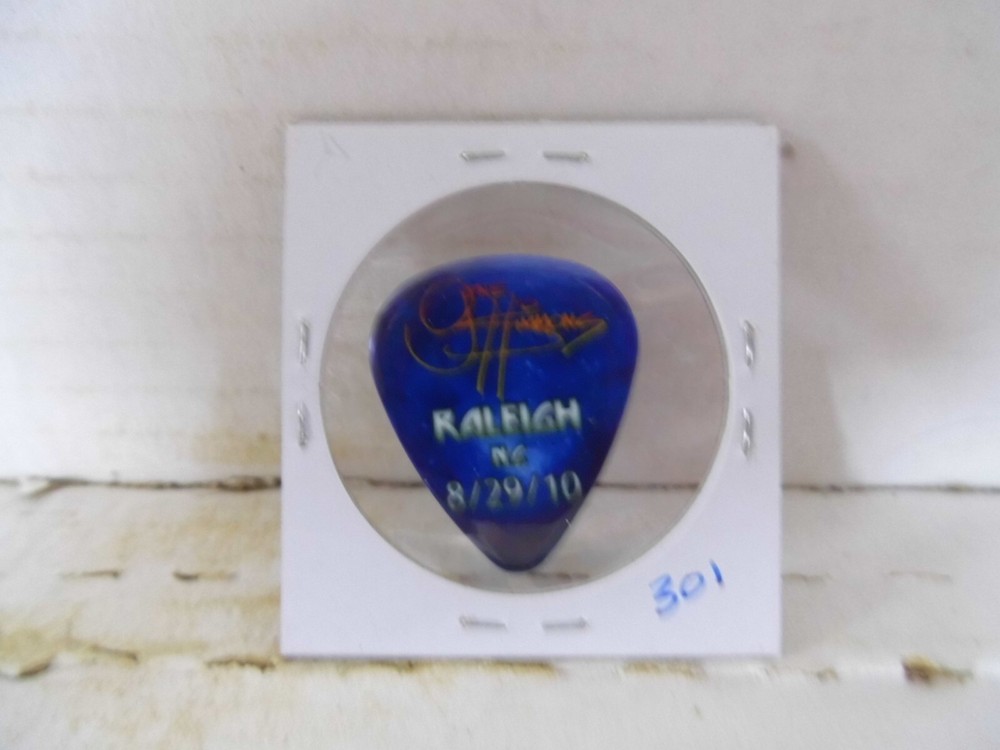 RALEIGH
NC
8/29/10
301